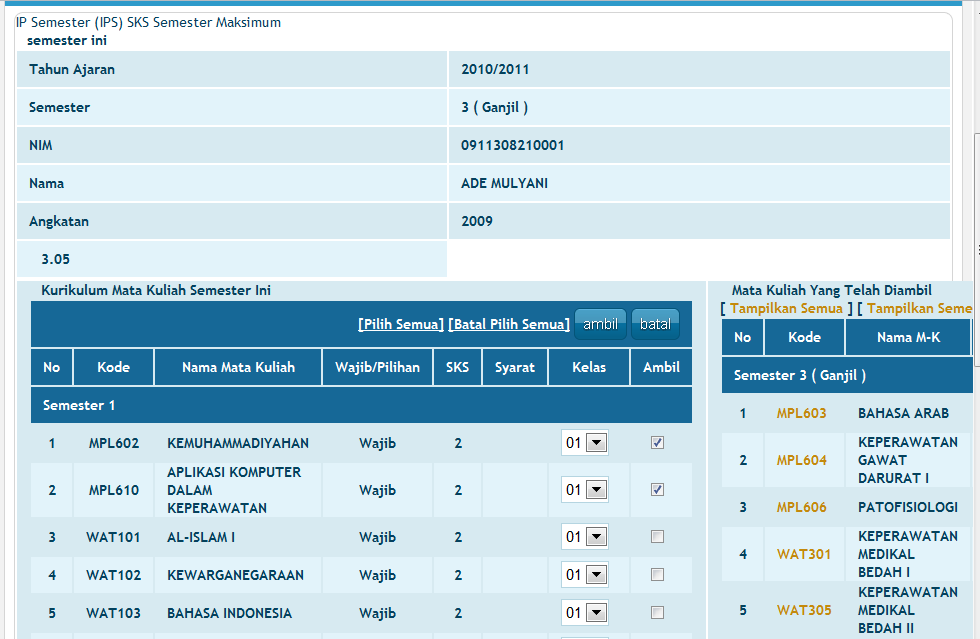 IP Semester (IPS) SKS Semester Maksimum
semester ini
Tahun Ajaran 2010/2011
Semester 3 ( Ganjil )
NIM 0911308210001
Nama ADE MULYANI
Angkatan 2009
3.05
Kurikulum Mata Kuliah Semester Ini
[Pilih Semua] [Batal Pilih Semua] ambil batal
No Kode Nama Mata Kuliah Wajib/Pilihan SKS Syarat Kelas Ambil
Semester 1
1 MPL602 KEMUHAMMADIYAHAN Wajib 2 01
2 MPL610 APLIKASI KOMPUTER DALAM KEPERAWATAN Wajib 2 01
3 WAT101 AL-ISLAM I Wajib 2 01
4 WAT102 KEWARGANEGARAAN Wajib 2 01
5 WAT103 BAHASA INDONESIA Wajib 2 01
Mata Kuliah Yang Telah Diambil
[ Tampilkan Semua ] [ Tampilkan Seme
No Kode Nama M-K
Semester 3 ( Ganjil )
1 MPL603 BAHASA ARAB
2 MPL604 KEPERAWATAN GAWAT DARURAT I
3 MPL606 PATOFISIOLOGI
4 WAT301 KEPERAWATAN MEDIKAL BEDAH I
5 WAT305 KEPERAWATAN MEDIKAL BEDAH II